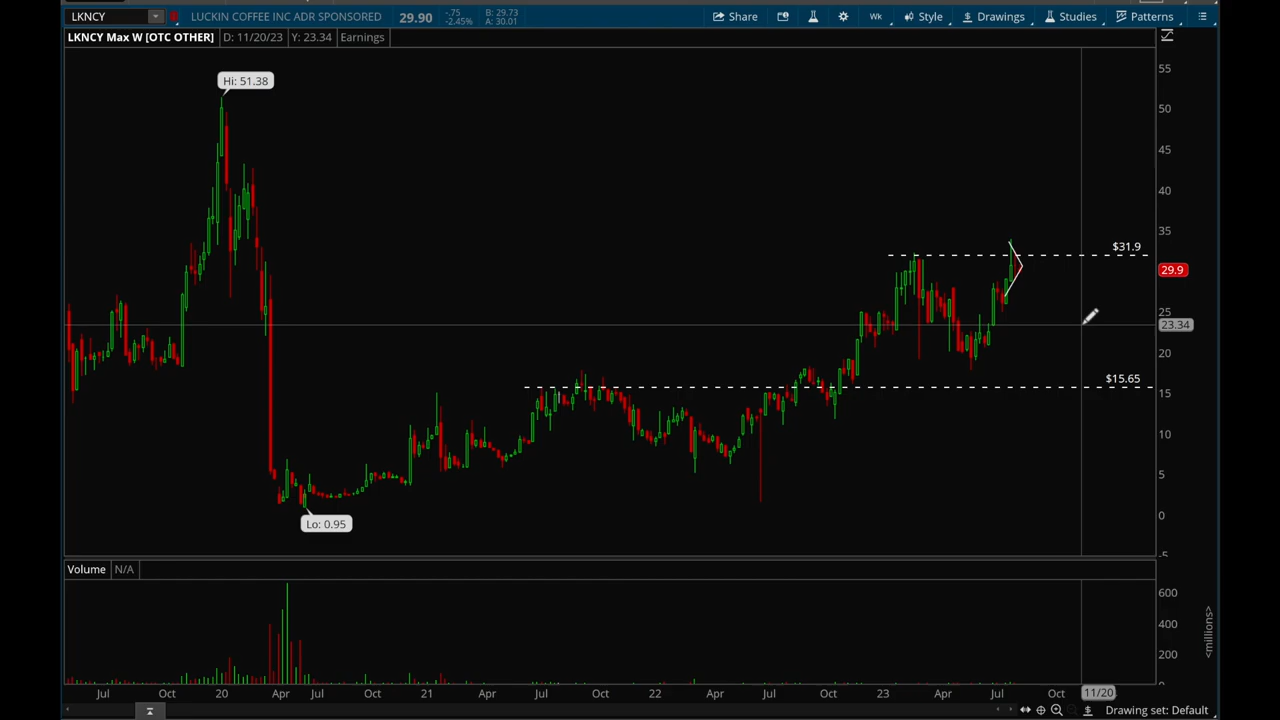 LKNCY LUCKIN COFFEE INC ADR SPONSORED 29.90 -.75 -2.45% B: 29.73 A: 30.01 Share Wk Style Drawings Studies Patterns
LKNCY Max W [OTC OTHER] D: 11/20/23 Y: 23.34 Earnings
55
Hi: 51.38
50
45
40
35
$31.9
29.9
25
23.34
20
$15.65
15
10
5
0
Lo: 0.95
-5
Volume N/A
600
400
200
0
<millions>
Jul Oct 20 Apr Jul Oct 21 Apr Jul Oct 22 Apr Jul Oct 23 Apr Jul Oct 11/20
Drawing set: Default